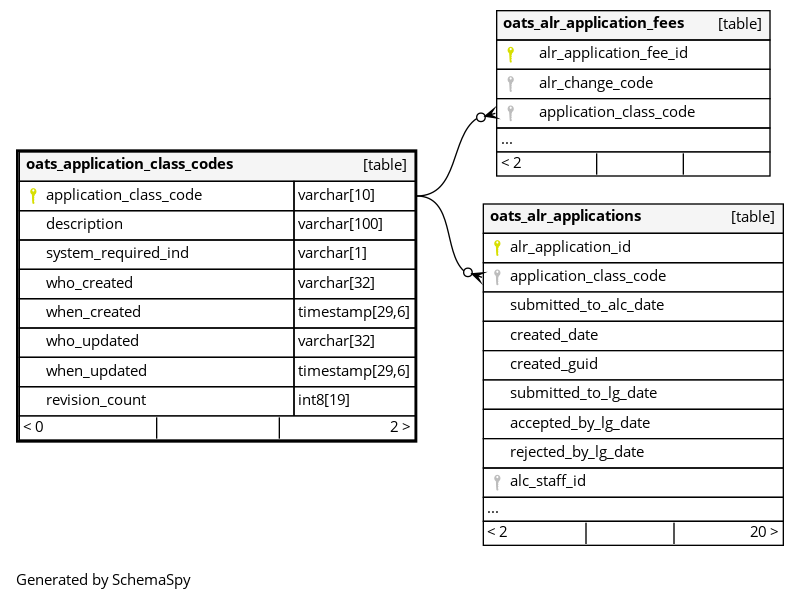 oats_alr_application_fees [table]
alr_application_fee_id
alr_change_code
application_class_code
...
< 2
oats_application_class_codes [table]
application_class_code varchar[10]
description varchar[100]
system_required_ind varchar[1]
who_created varchar[32]
when_created timestamp[29,6]
who_updated varchar[32]
when_updated timestamp[29,6]
revision_count int8[19]
< 0 2 >
oats_alr_applications [table]
alr_application_id
application_class_code
submitted_to_alc_date
created_date
created_guid
submitted_to_lg_date
accepted_by_lg_date
rejected_by_lg_date
alc_staff_id
...
< 2 20 >
Generated by SchemaSpy